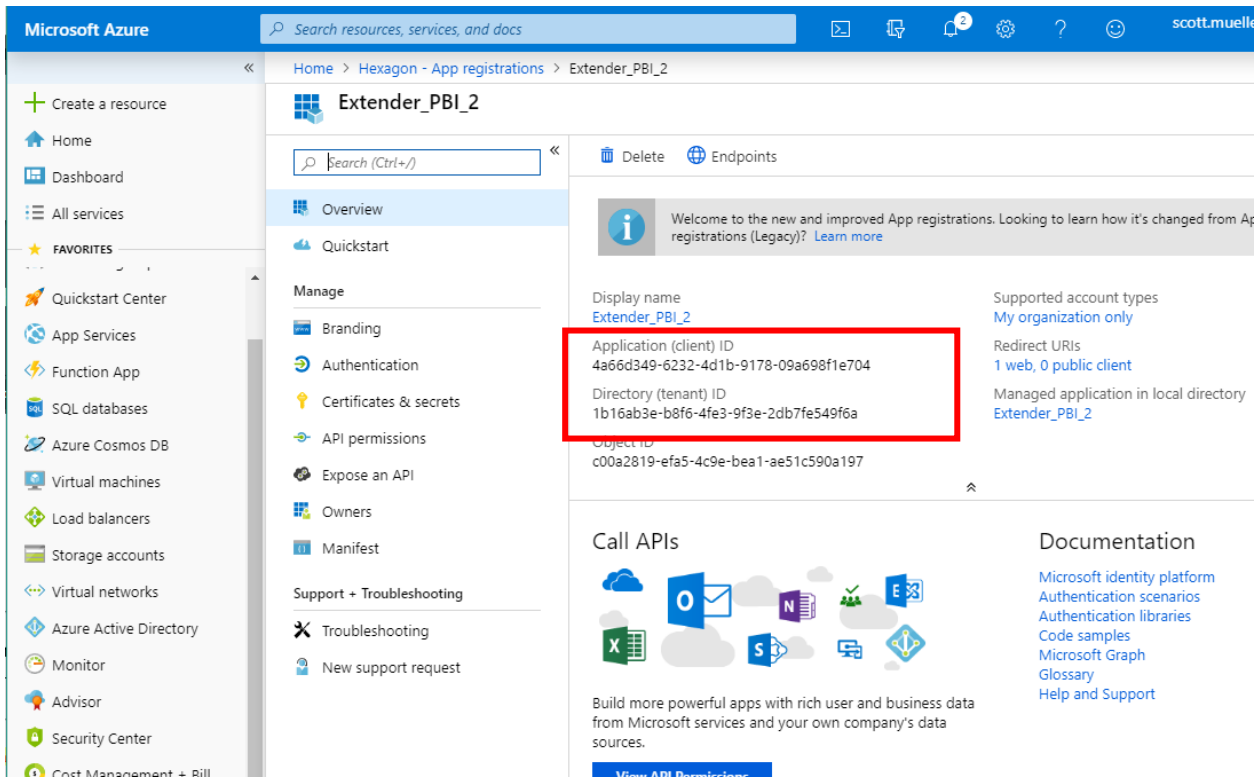 Microsoft Azure
Search resources, services, and docs
2
scott.muelle
Home > Hexagon - App registrations > Extender_PBI_2
Create a resource
Home
Dashboard
All services
FAVORITES
Quickstart Center
App Services
Function App
SQL databases
Azure Cosmos DB
Virtual machines
Load balancers
Storage accounts
Virtual networks
Azure Active Directory
Monitor
Advisor
Security Center
Cost Management + Bill
Extender_PBI_2
Search (Ctrl+/)
Overview
Quickstart
Manage
Branding
Authentication
Certificates & secrets
API permissions
Expose an API
Owners
Manifest
Support + Troubleshooting
Troubleshooting
New support request
Delete
Endpoints
Welcome to the new and improved App registrations. Looking to learn how it's changed from Ap
registrations (Legacy)? Learn more
Display name
Extender_PBI_2
Application (client) ID
4a66d349-6232-4d1b-9178-09a698f1e704
Directory (tenant) ID
1b16ab3e-b8f6-4fe3-9f3e-2db7fe549f6a
Object ID
c00a2819-efa5-4c9e-bea1-ae51c590a197
Supported account types
My organization only
Redirect URIs
1 web, 0 public client
Managed application in local directory
Extender_PBI_2
Call APIs
Build more powerful apps with rich user and business data
from Microsoft services and your own company's data
sources.
View API Permissions
Documentation
Microsoft identity platform
Authentication scenarios
Authentication libraries
Code samples
Microsoft Graph
Glossary
Help and Support